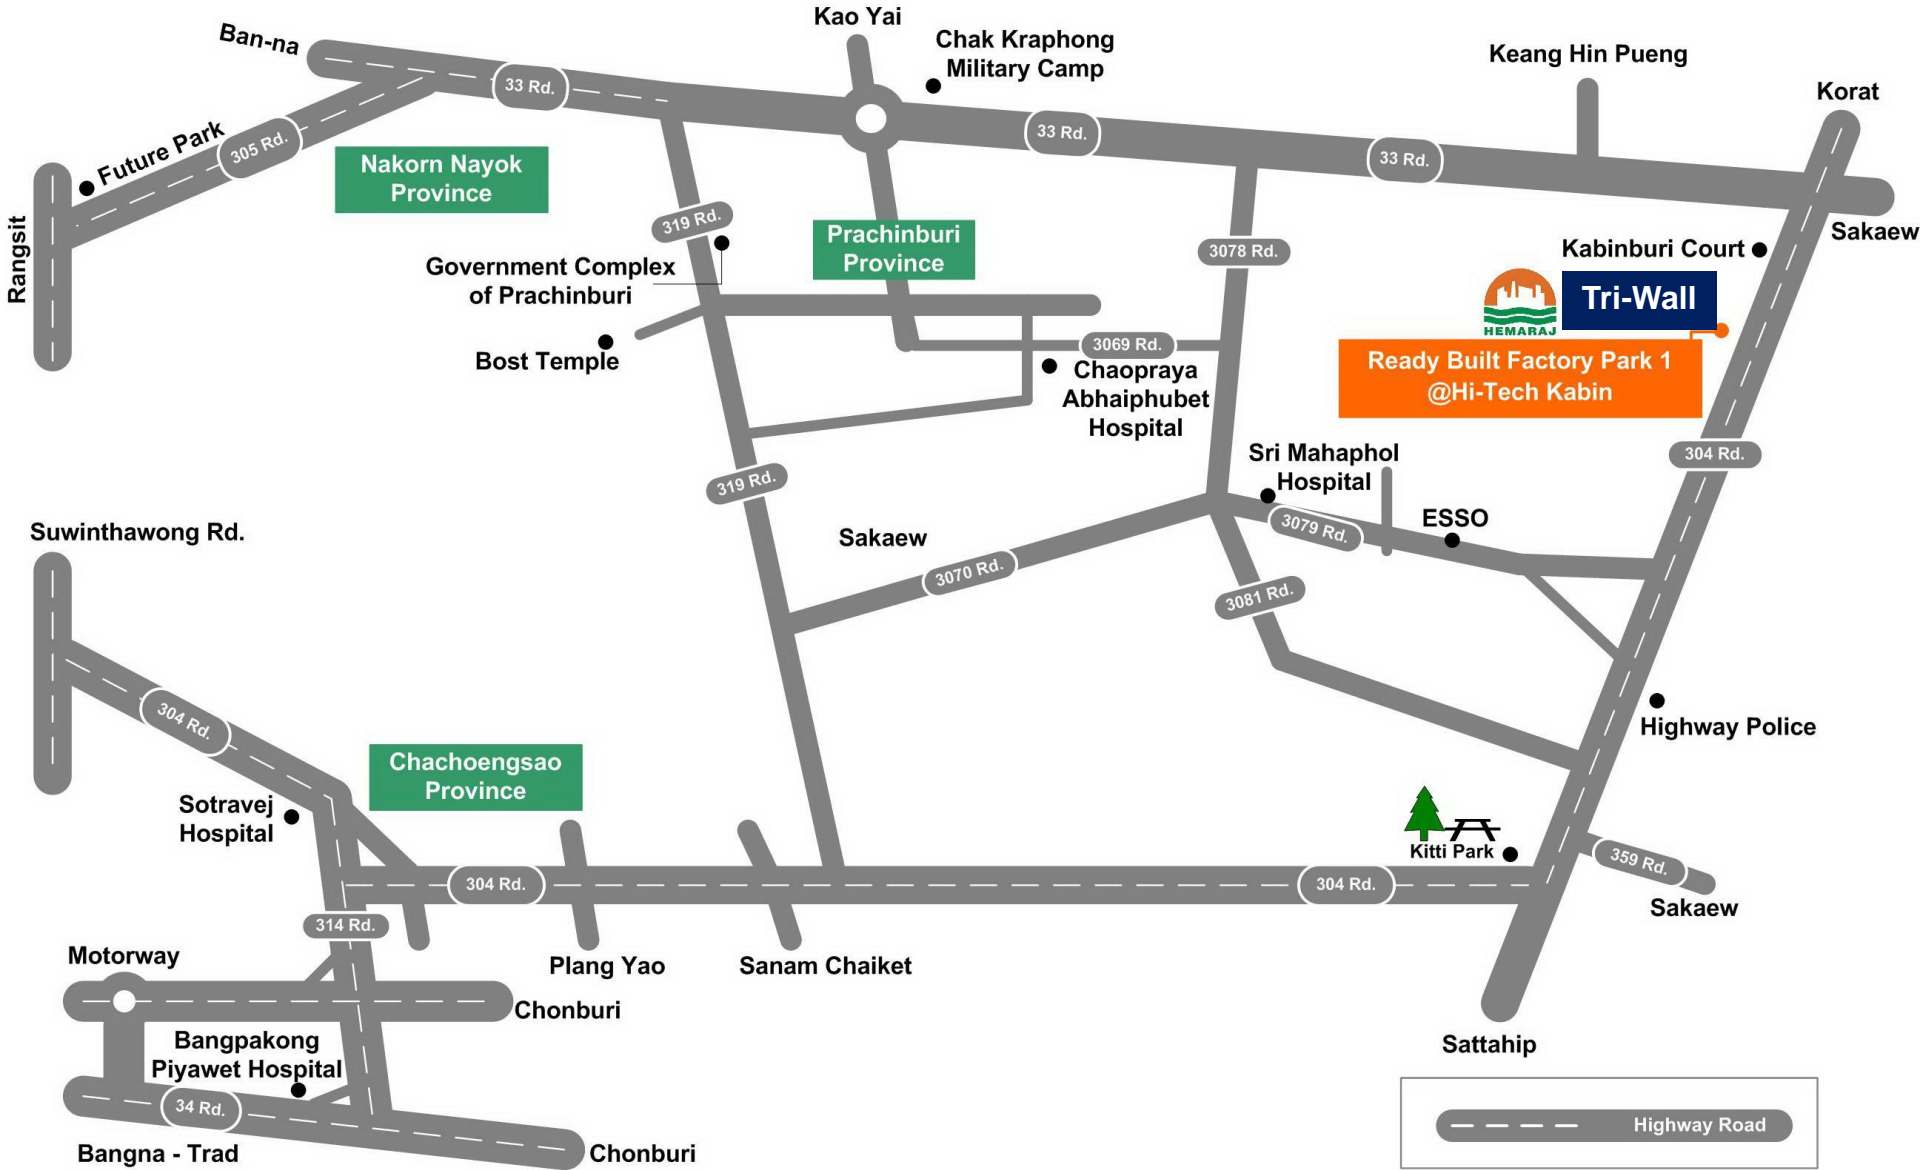 Kao Yai
Ban-na
Chak Kraphong
Military Camp
Keang Hin Pueng
Korat
33 Rd.
33 Rd.
33 Rd.
Future Park
305 Rd.
Nakorn Nayok
Province
Rangsit
319 Rd.
Prachinburi
Province
3078 Rd.
Sakaew
Kabinburi Court
Government Complex
of Prachinburi
HEMARAJ
Tri-Wall
Bost Temple
3069 Rd.
Ready Built Factory Park 1
@Hi-Tech Kabin
Chaopraya
Abhaiphubet
Hospital
304 Rd.
Sri Mahaphol
Hospital
319 Rd.
3079 Rd.
ESSO
Suwinthawong Rd.
Sakaew
3070 Rd.
3081 Rd.
304 Rd.
Highway Police
Chachoengsao
Province
Sotravej
Hospital
Kitti Park
359 Rd.
304 Rd.
304 Rd.
Sakaew
314 Rd.
Motorway
Plang Yao
Sanam Chaiket
Chonburi
Bangpakong
Piyawet Hospital
Sattahip
34 Rd.
Bangna - Trad
Chonburi
Highway Road